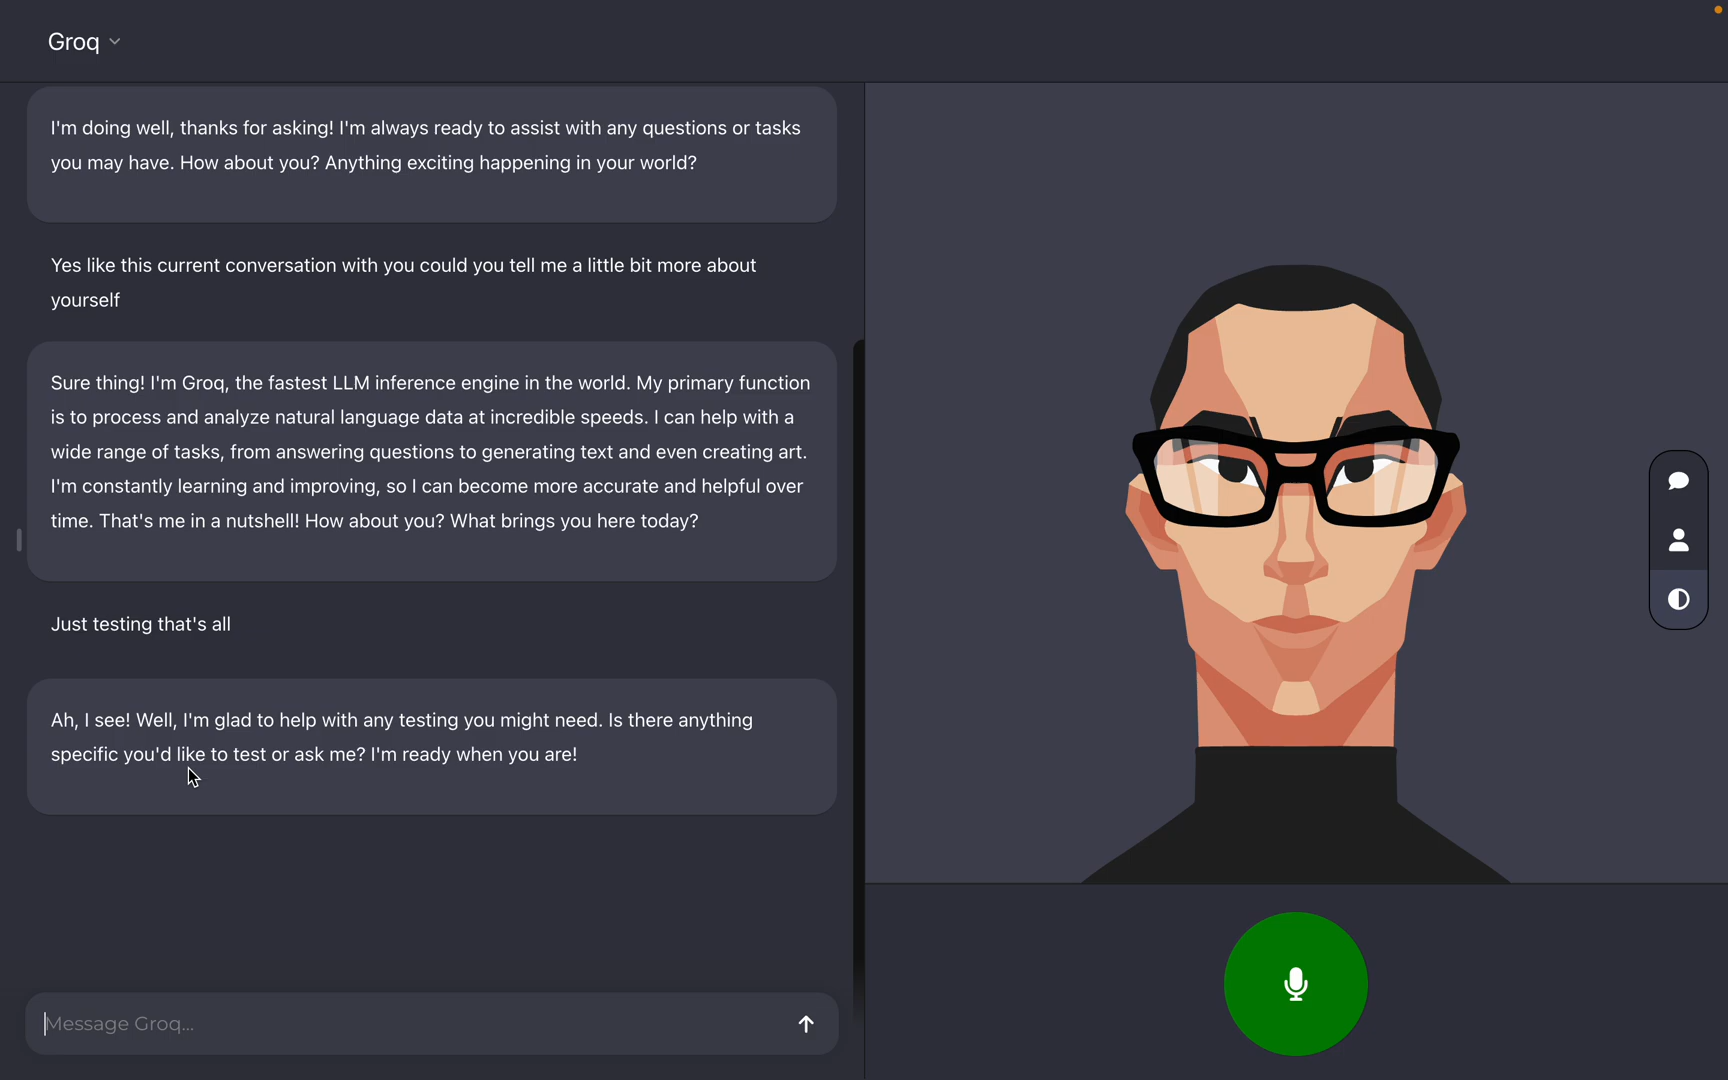 Groq
I'm doing well, thanks for asking! I'm always ready to assist with any questions or tasks
you may have. How about you? Anything exciting happening in your world?
Yes like this current conversation with you could you tell me a little bit more about
yourself
Sure thing! I'm Groq, the fastest LLM inference engine in the world. My primary function
is to process and analyze natural language data at incredible speeds. I can help with a
wide range of tasks, from answering questions to generating text and even creating art.
I'm constantly learning and improving, so I can become more accurate and helpful over
time. That's me in a nutshell! How about you? What brings you here today?
Just testing that's all
Ah, I see! Well, I'm glad to help with any testing you might need. Is there anything
specific you'd like to test or ask me? I'm ready when you are!
Message Groq...